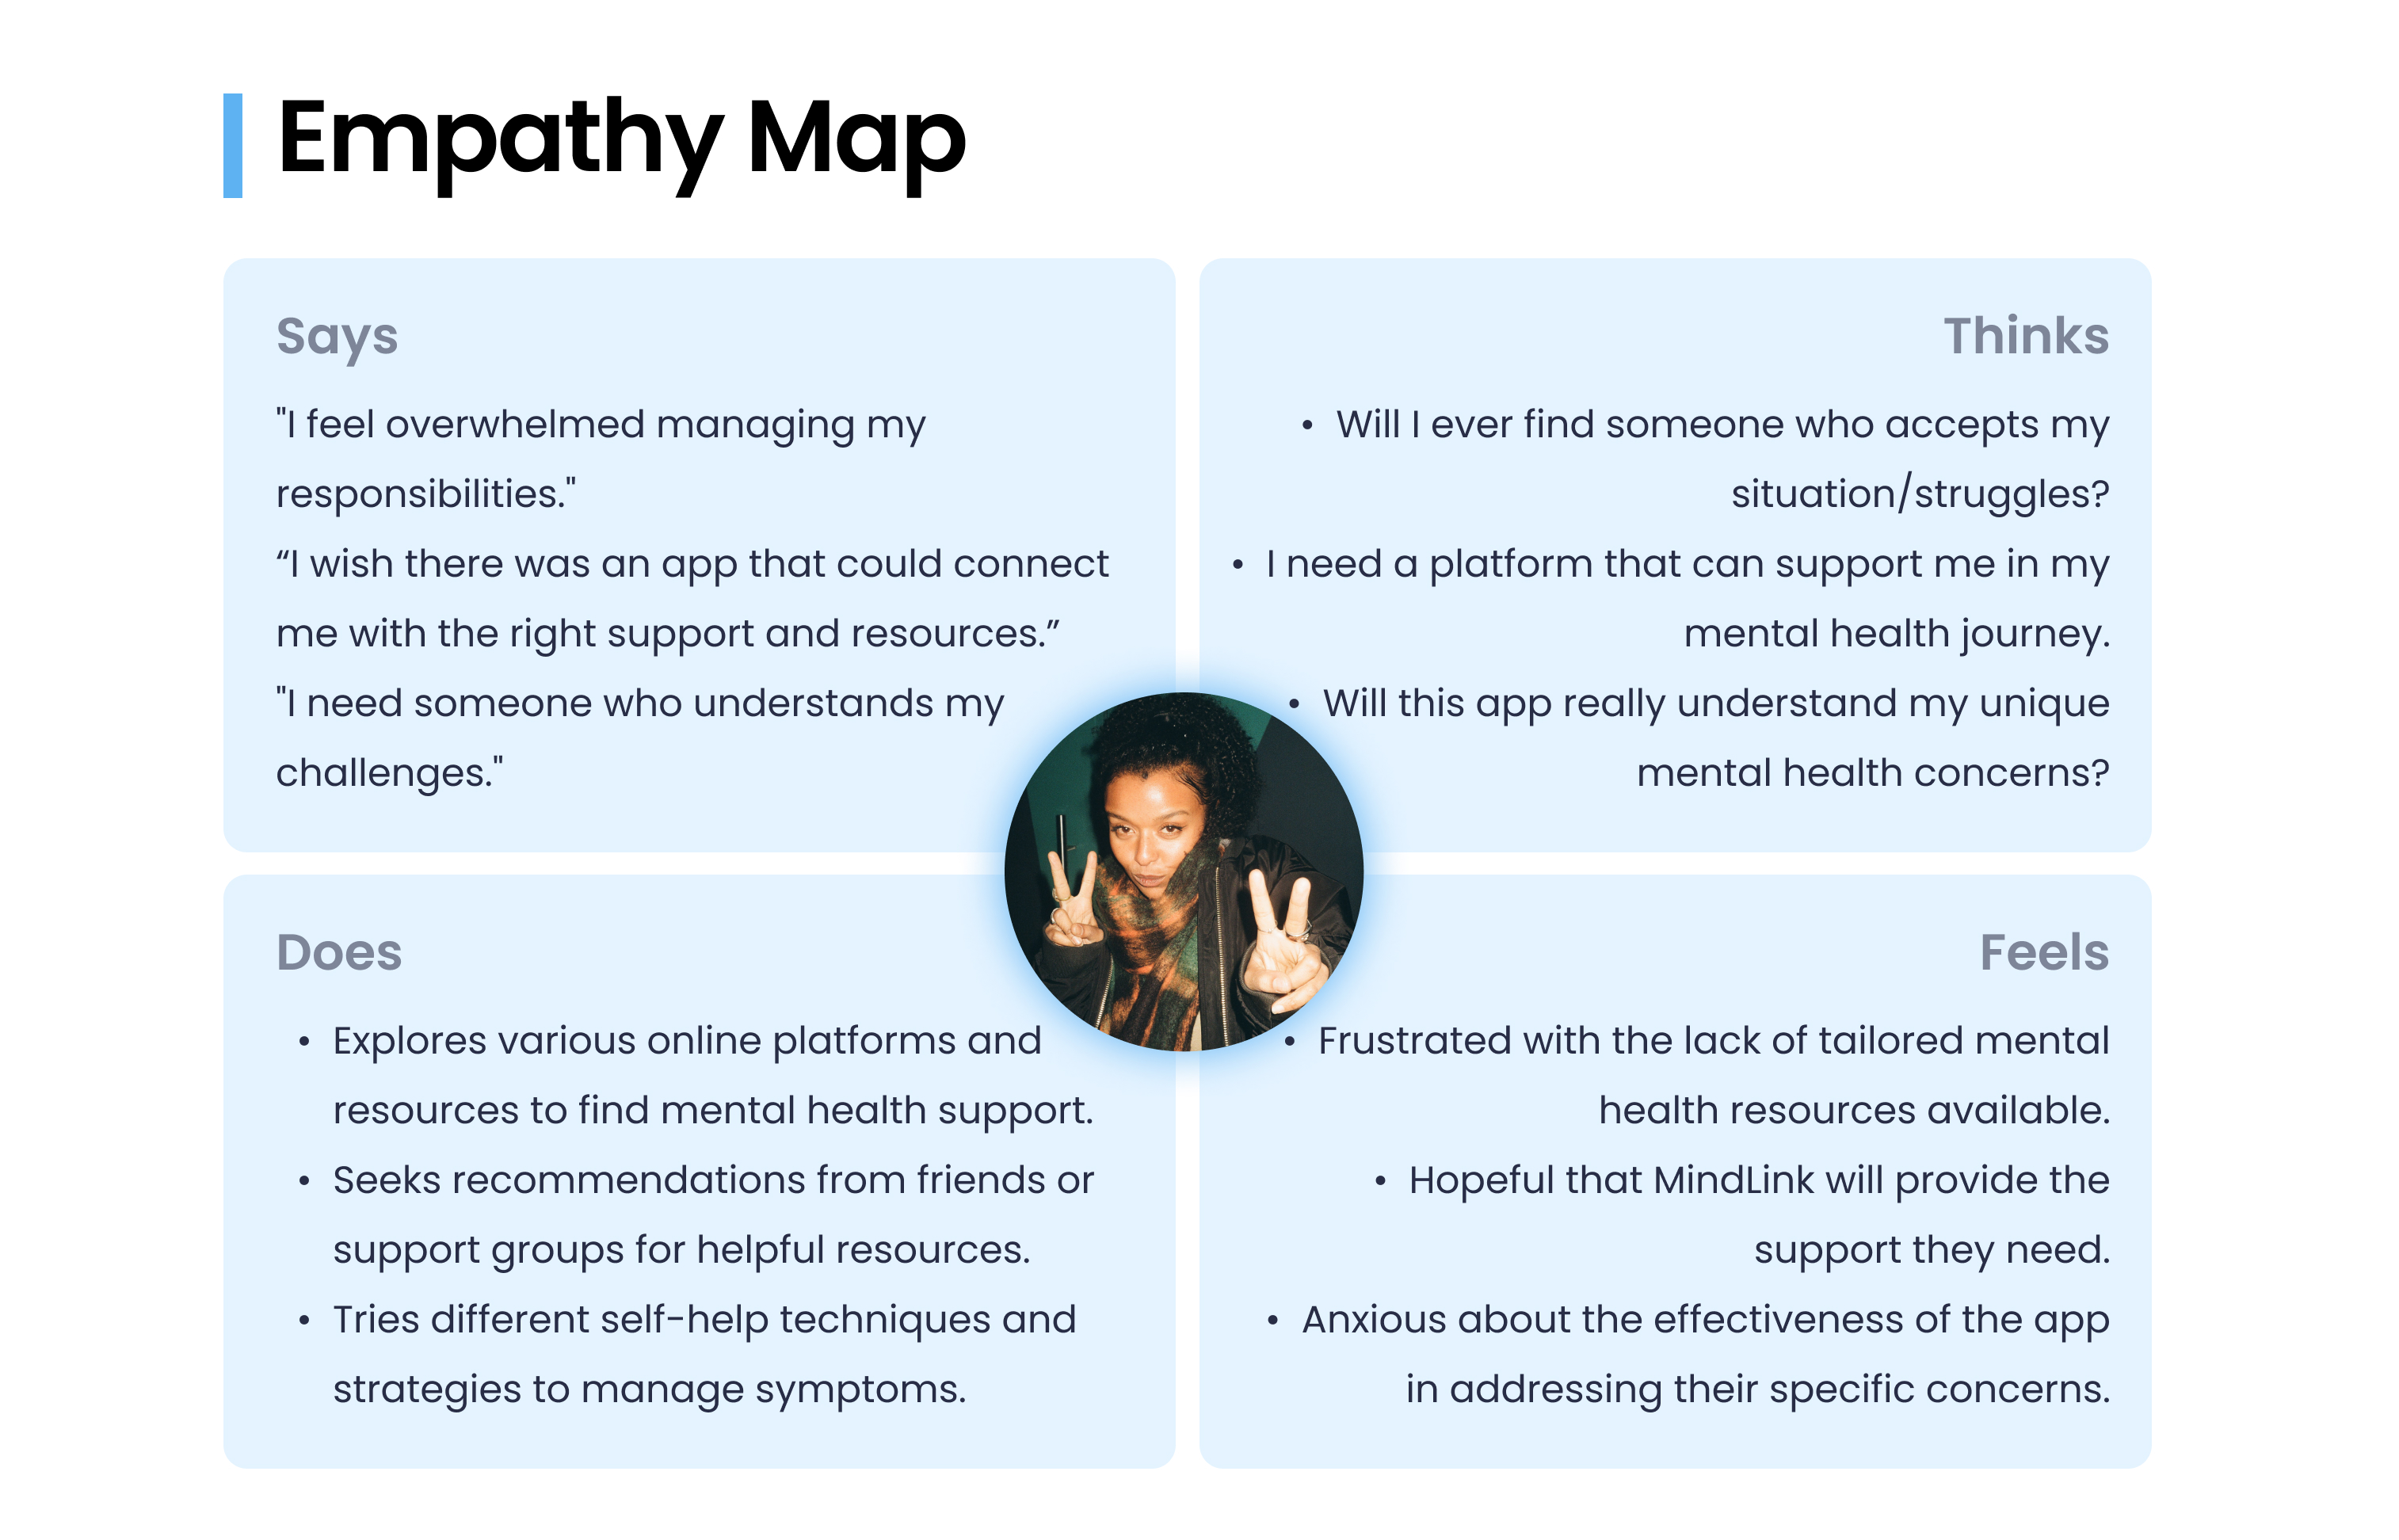 Empathy Map
Says
"I feel overwhelmed managing my
responsibilities."
“I wish there was an app that could connect
me with the right support and resources.”
"I need someone who understands my
challenges."
Thinks
• Will I ever find someone who accepts my
situation/struggles?
• I need a platform that can support me in my
mental health journey.
• Will this app really understand my unique
mental health concerns?
Does
• Explores various online platforms and
resources to find mental health support.
• Seeks recommendations from friends or
support groups for helpful resources.
• Tries different self-help techniques and
strategies to manage symptoms.
Feels
• Frustrated with the lack of tailored mental
health resources available.
• Hopeful that MindLink will provide the
support they need.
• Anxious about the effectiveness of the app
in addressing their specific concerns.